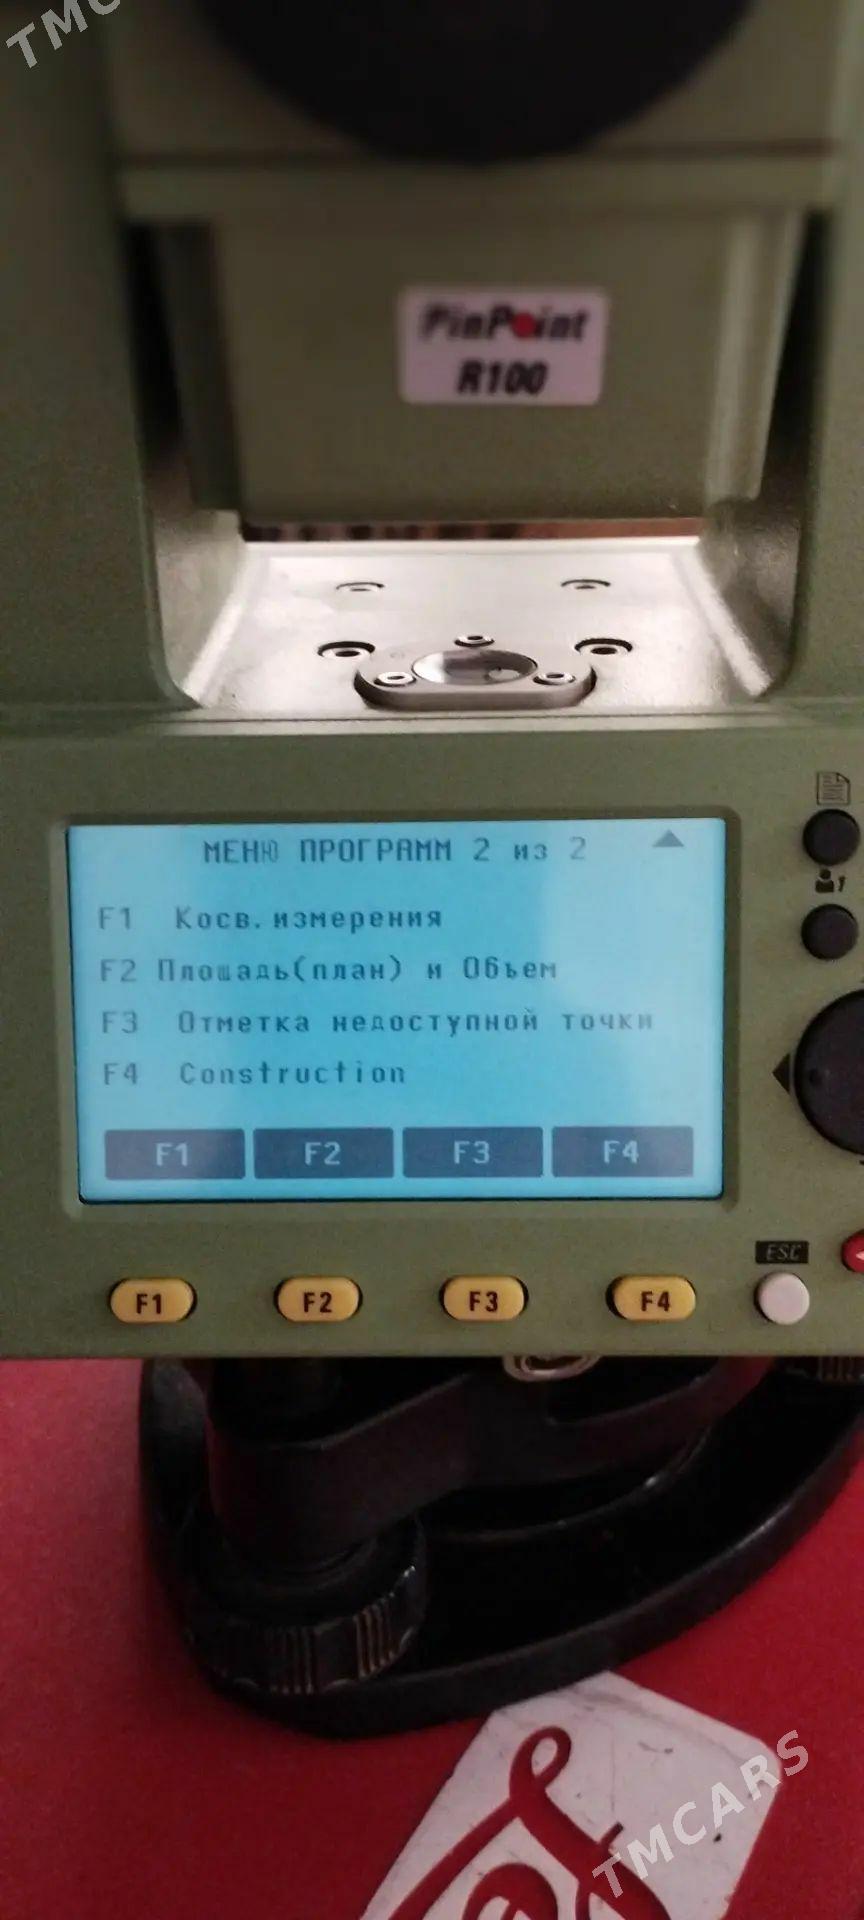 TMC
PinPoint
R100
МЕНЮ ПРОГРАММ 2 из 2
F1 Косв.измерения
F2 Площадь(план) и Объем
F3 Отметка недоступной точки
F4 Construction
F1 F2 F3 F4
1
ESC
F1 F2 F3 F4
TMCARS